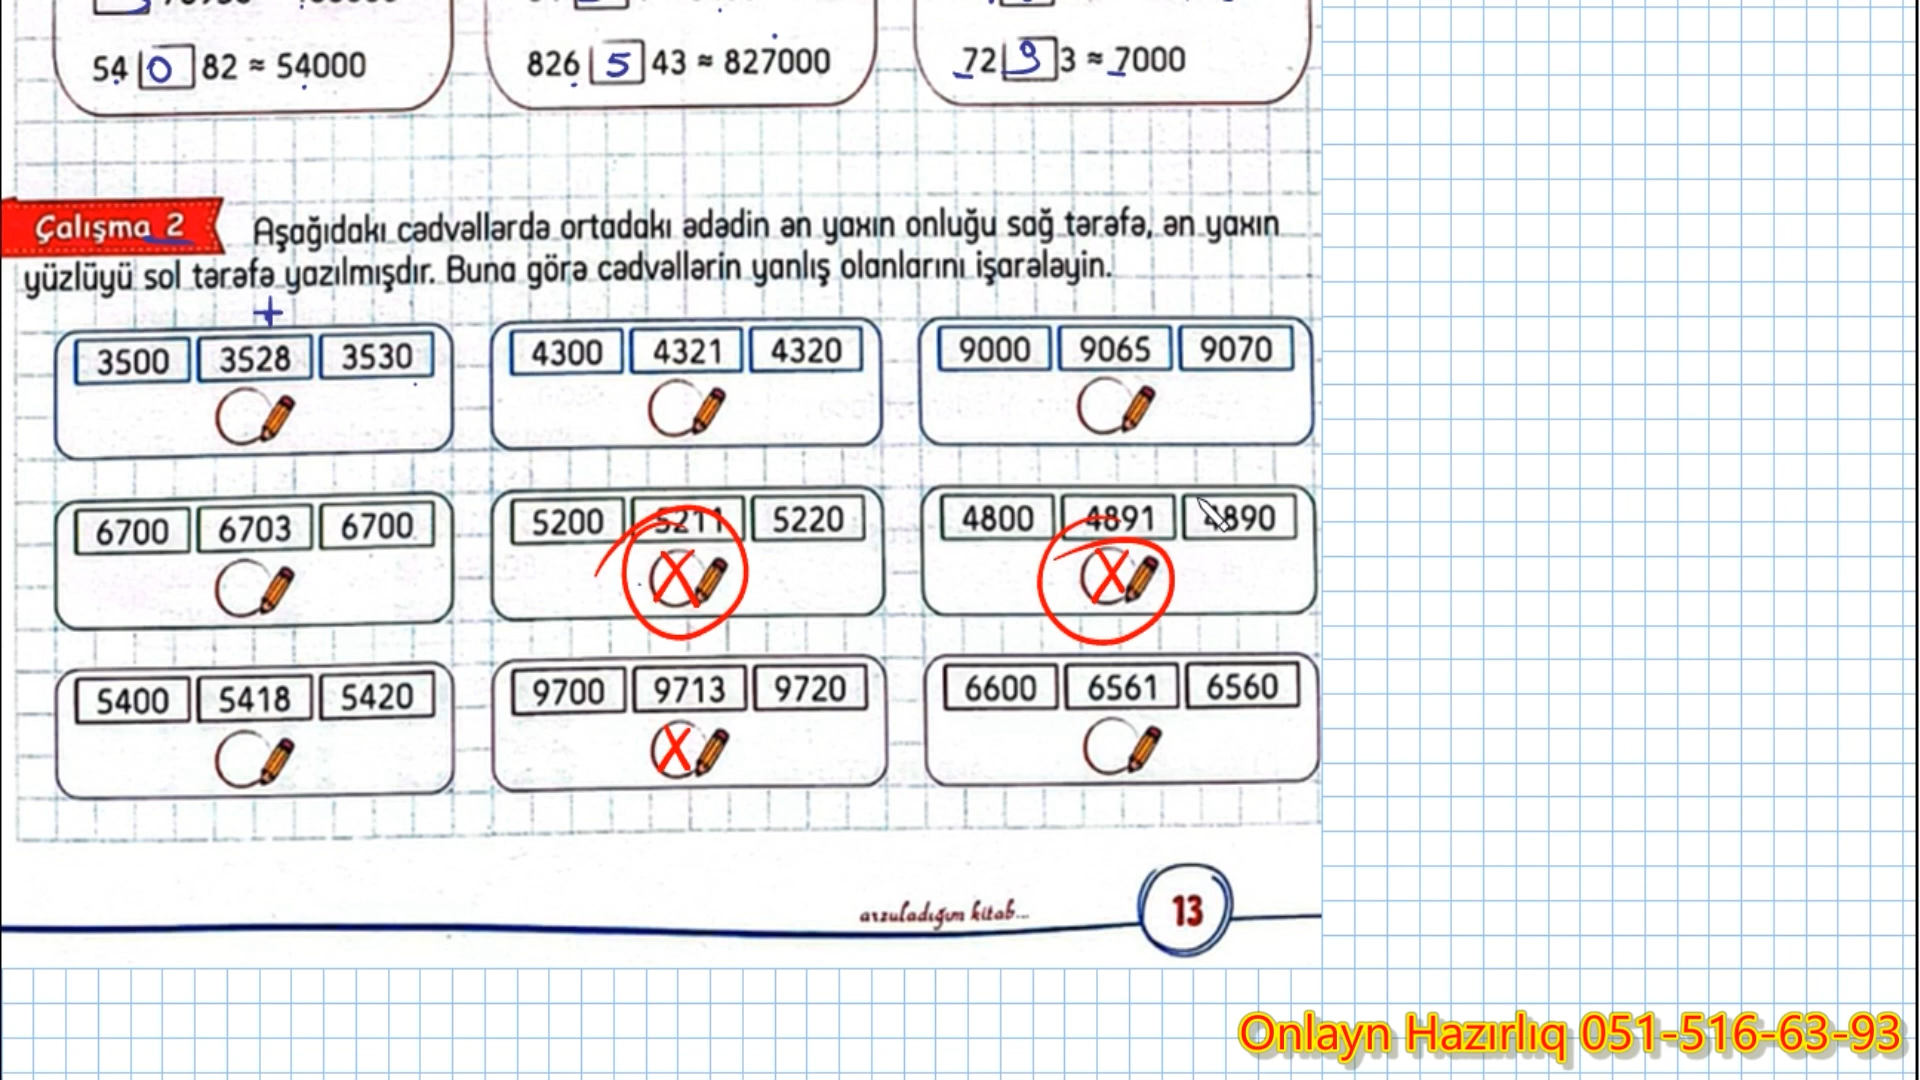 54 0 82 ≈ 54000
826 5 43 ≈ 827000
72 9 3 ≈ 7000
Çalışma 2
Aşağıdakı cədvəllərdə ortadakı ədədin ən yaxın onluğu sağ tərəfə, ən yaxın
yüzlüyü sol tərəfə yazılmışdır. Buna görə cədvəllərin yanlış olanlarını işarələyin.
+
3500 3528 3530
4300 4321 4320
9000 9065 9070
6700 6703 6700
5200 5211 5220
X
4800 4891 4890
X
5400 5418 5420
9700 9713 9720
X
6600 6561 6560
arzuladığım kitab...
13
Onlayn Hazırlıq 051-516-63-93